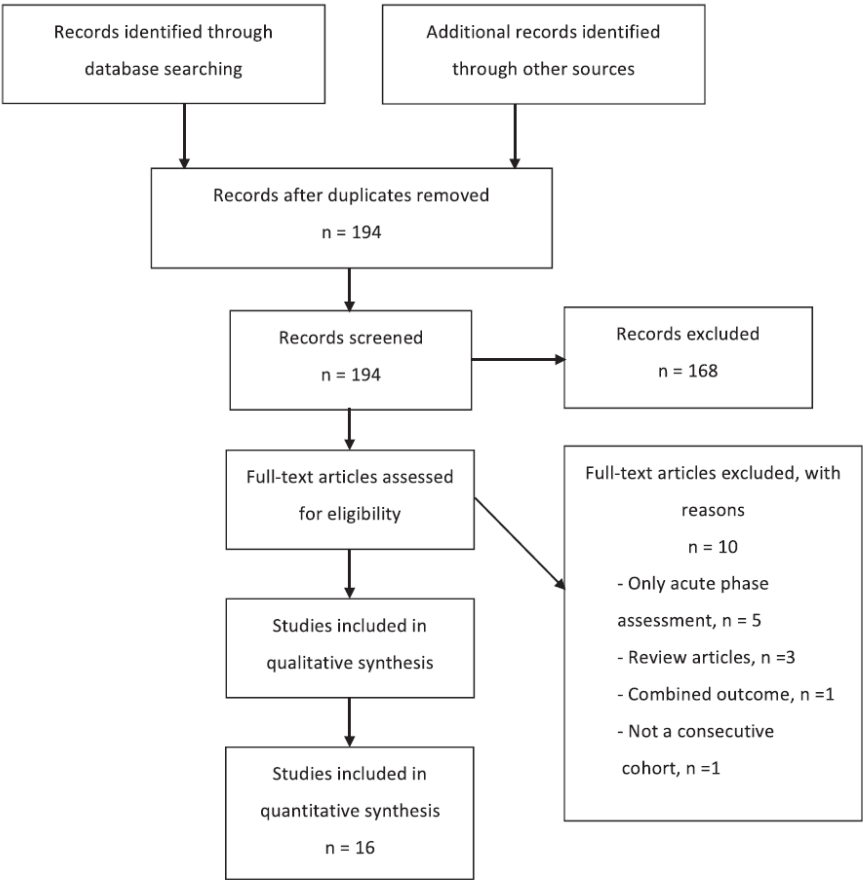 Records identified through
database searching
Additional records identified
through other sources
Records after duplicates removed
n = 194
Records screened
n = 194
Records excluded
n = 168
Full-text articles assessed
for eligibility
Full-text articles excluded, with
reasons
n = 10
- Only acute phase
assessment, n = 5
- Review articles, n =3
- Combined outcome, n =1
- Not a consecutive
cohort, n =1
Studies included in
qualitative synthesis
Studies included in
quantitative synthesis
n = 16